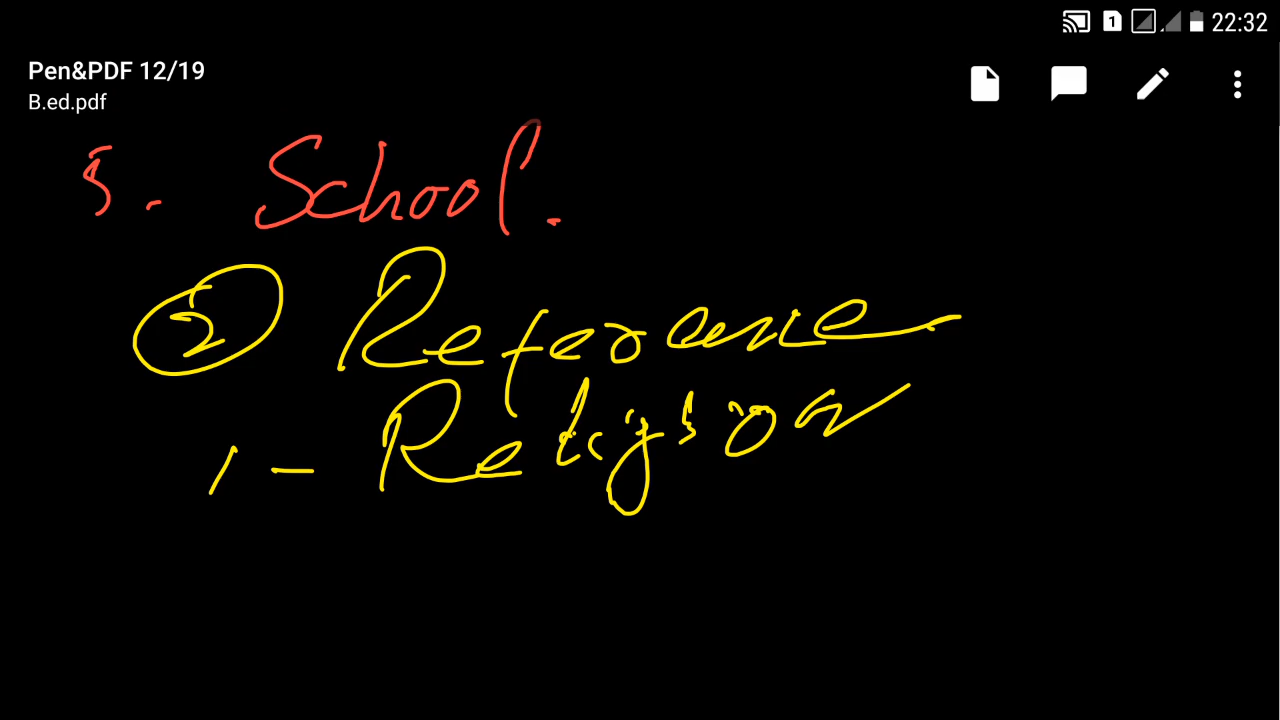 22:32
Pen&PDF 12/19
B.ed.pdf
5. School.
② Reference
1 - Religion